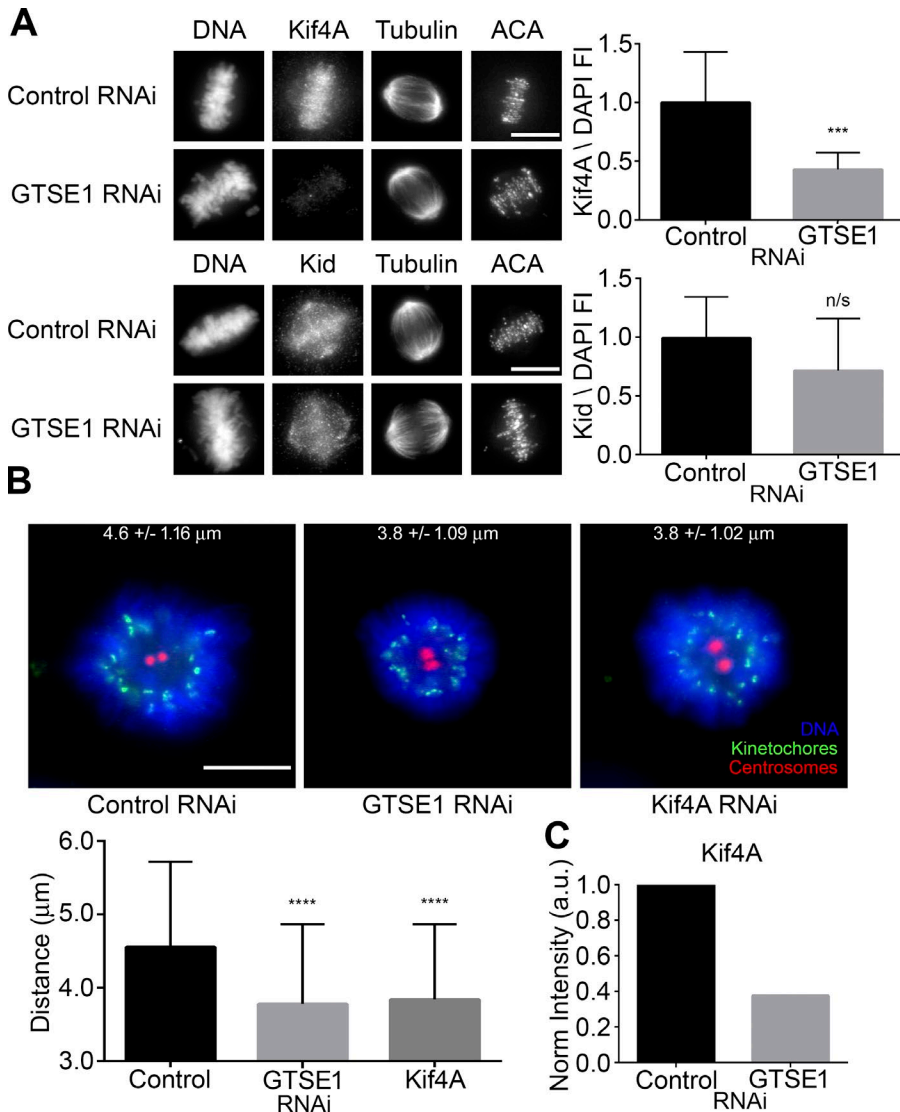 A
DNA Kif4A Tubulin ACA
Control RNAi
GTSE1 RNAi
Kif4A \ DAPI FI
1.5
1.0
0.5
0.0
***
Control GTSE1
RNAi
DNA Kid Tubulin ACA
Control RNAi
GTSE1 RNAi
Kid \ DAPI FI
1.5
1.0
0.5
0.0
n/s
Control GTSE1
RNAi
B
4.6 +/- 1.16 μm
3.8 +/- 1.09 μm
3.8 +/- 1.02 μm
DNA
Kinetochores
Centrosomes
Control RNAi
GTSE1 RNAi
Kif4A RNAi
Distance (μm)
6.0
5.0
4.0
3.0
****
****
Control GTSE1 Kif4A
RNAi
C
Kif4A
Norm Intensity (a.u.)
1.0
0.8
0.6
0.4
0.2
0.0
Control GTSE1
RNAi